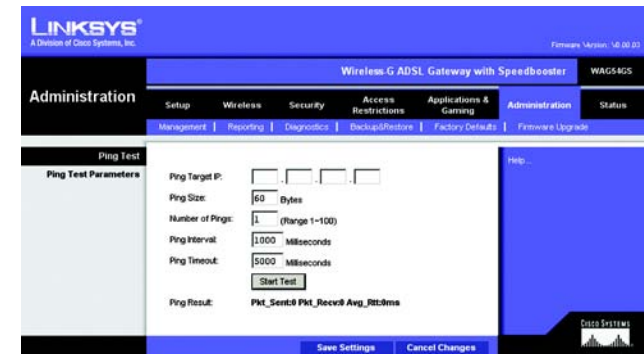 LINKSYS®
A Division of Cisco Systems, Inc.
Firmware Version: V0.00.03
Wireless-G ADSL Gateway with Speedbooster WAG54GS
Administration
Setup Wireless Security Access Restrictions Applications & Gaming Administration Status
Management | Reporting | Diagnostics | Backup&Restore | Factory Defaults | Firmware Upgrade
Ping Test
Help...
Ping Test Parameters
Ping Target IP: . . .
Ping Size: 60 Bytes
Number of Pings: 1 (Range 1~100)
Ping Interval: 1000 Milliseconds
Ping Timeout: 5000 Milliseconds
Start Test
Ping Result: Pkt_Sent:0 Pkt_Recv:0 Avg_Rtt:0ms
CISCO SYSTEMS
Save Settings Cancel Changes